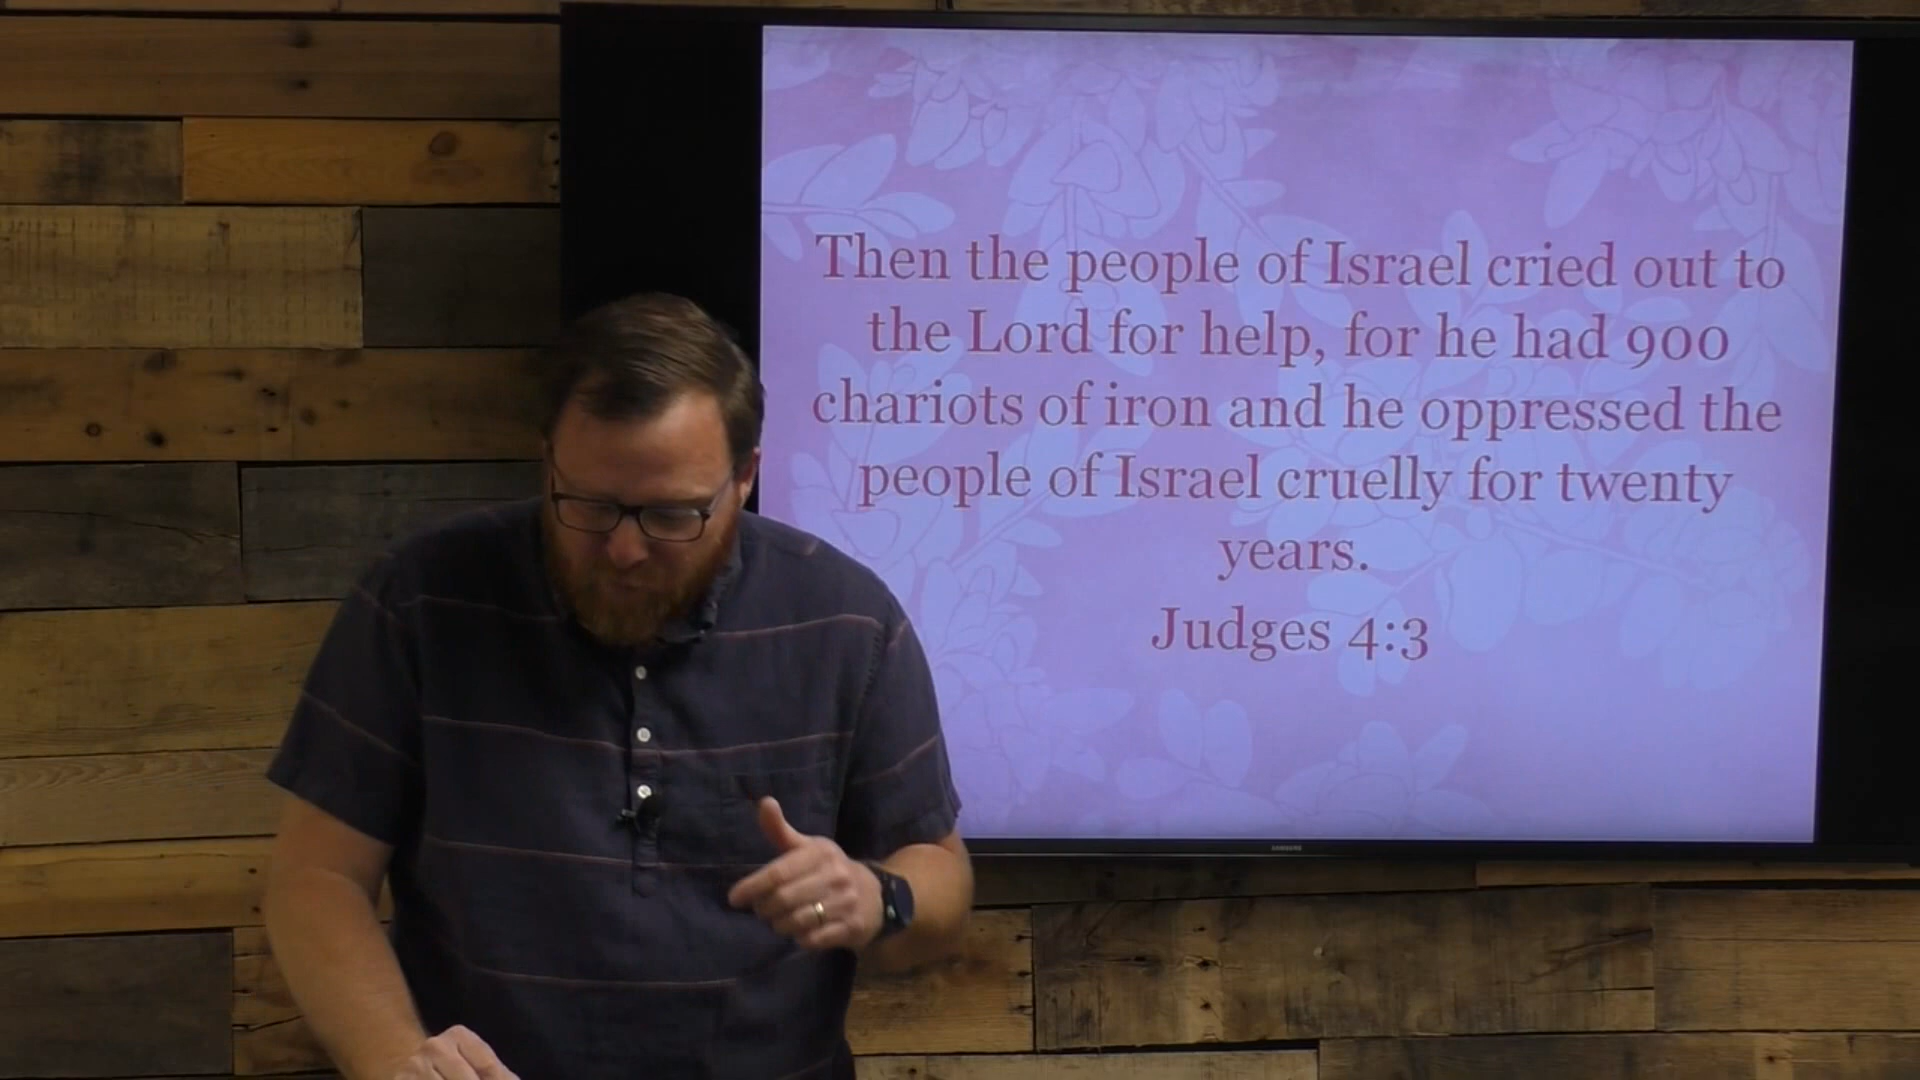 Then the people of Israel cried out to
the Lord for help, for he had 900
chariots of iron and he oppressed the
people of Israel cruelly for twenty
years.
Judges 4:3
SAMSUNG